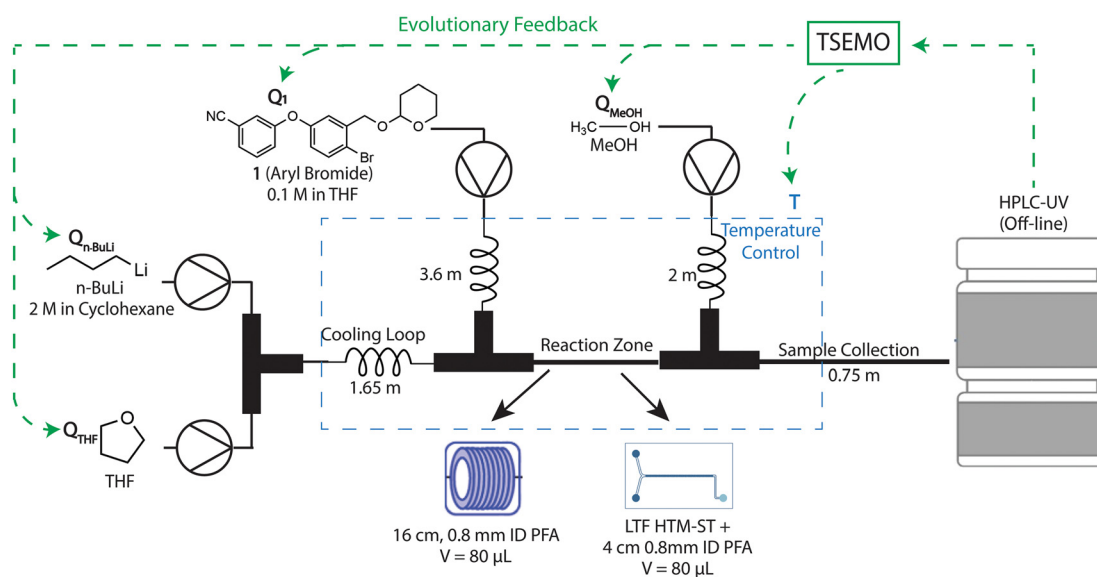 Evolutionary Feedback
TSEMO
Q1
NC
O
O
O
Br
1 (Aryl Bromide)
0.1 M in THF
QMeOH
H3C
OH
MeOH
HPLC-UV
(Off-line)
T
Temperature
Control
Qn-BuLi
Li
n-BuLi
2 M in Cyclohexane
3.6 m
2 m
Cooling Loop
1.65 m
Reaction Zone
Sample Collection
0.75 m
QTHF
O
THF
16 cm, 0.8 mm ID PFA
V = 80 µL
LTF HTM-ST +
4 cm 0.8mm ID PFA
V = 80 µL